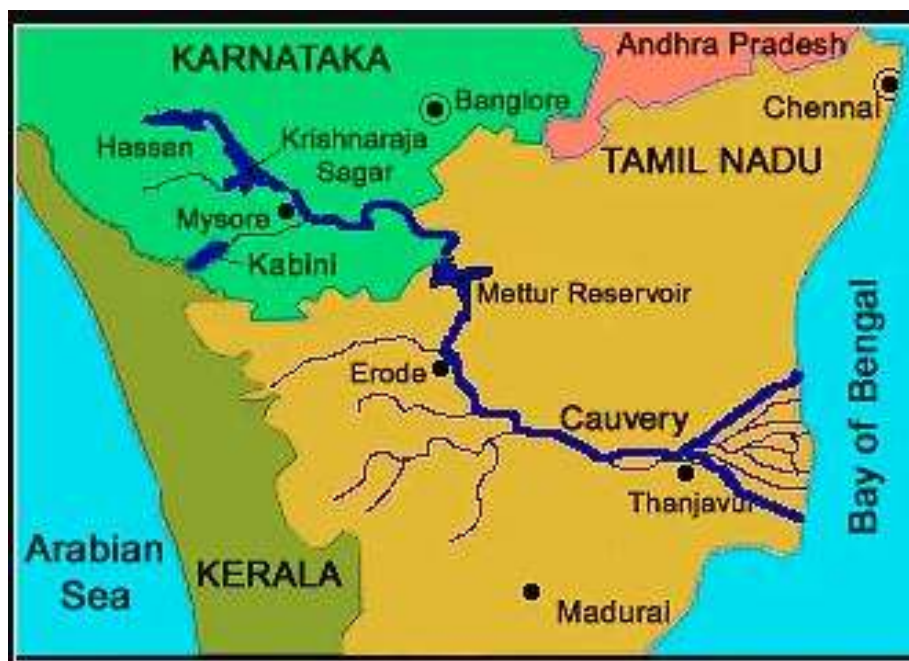 KARNATAKA
Andhra Pradesh
Banglore
Chennai
Hassan
Krishnaraja
Sagar
TAMIL NADU
Mysore
Kabini
Mettur Reservoir
Erode
Cauvery
Bay of Bengal
Thanjavur
Arabian
Sea
KERALA
Madurai